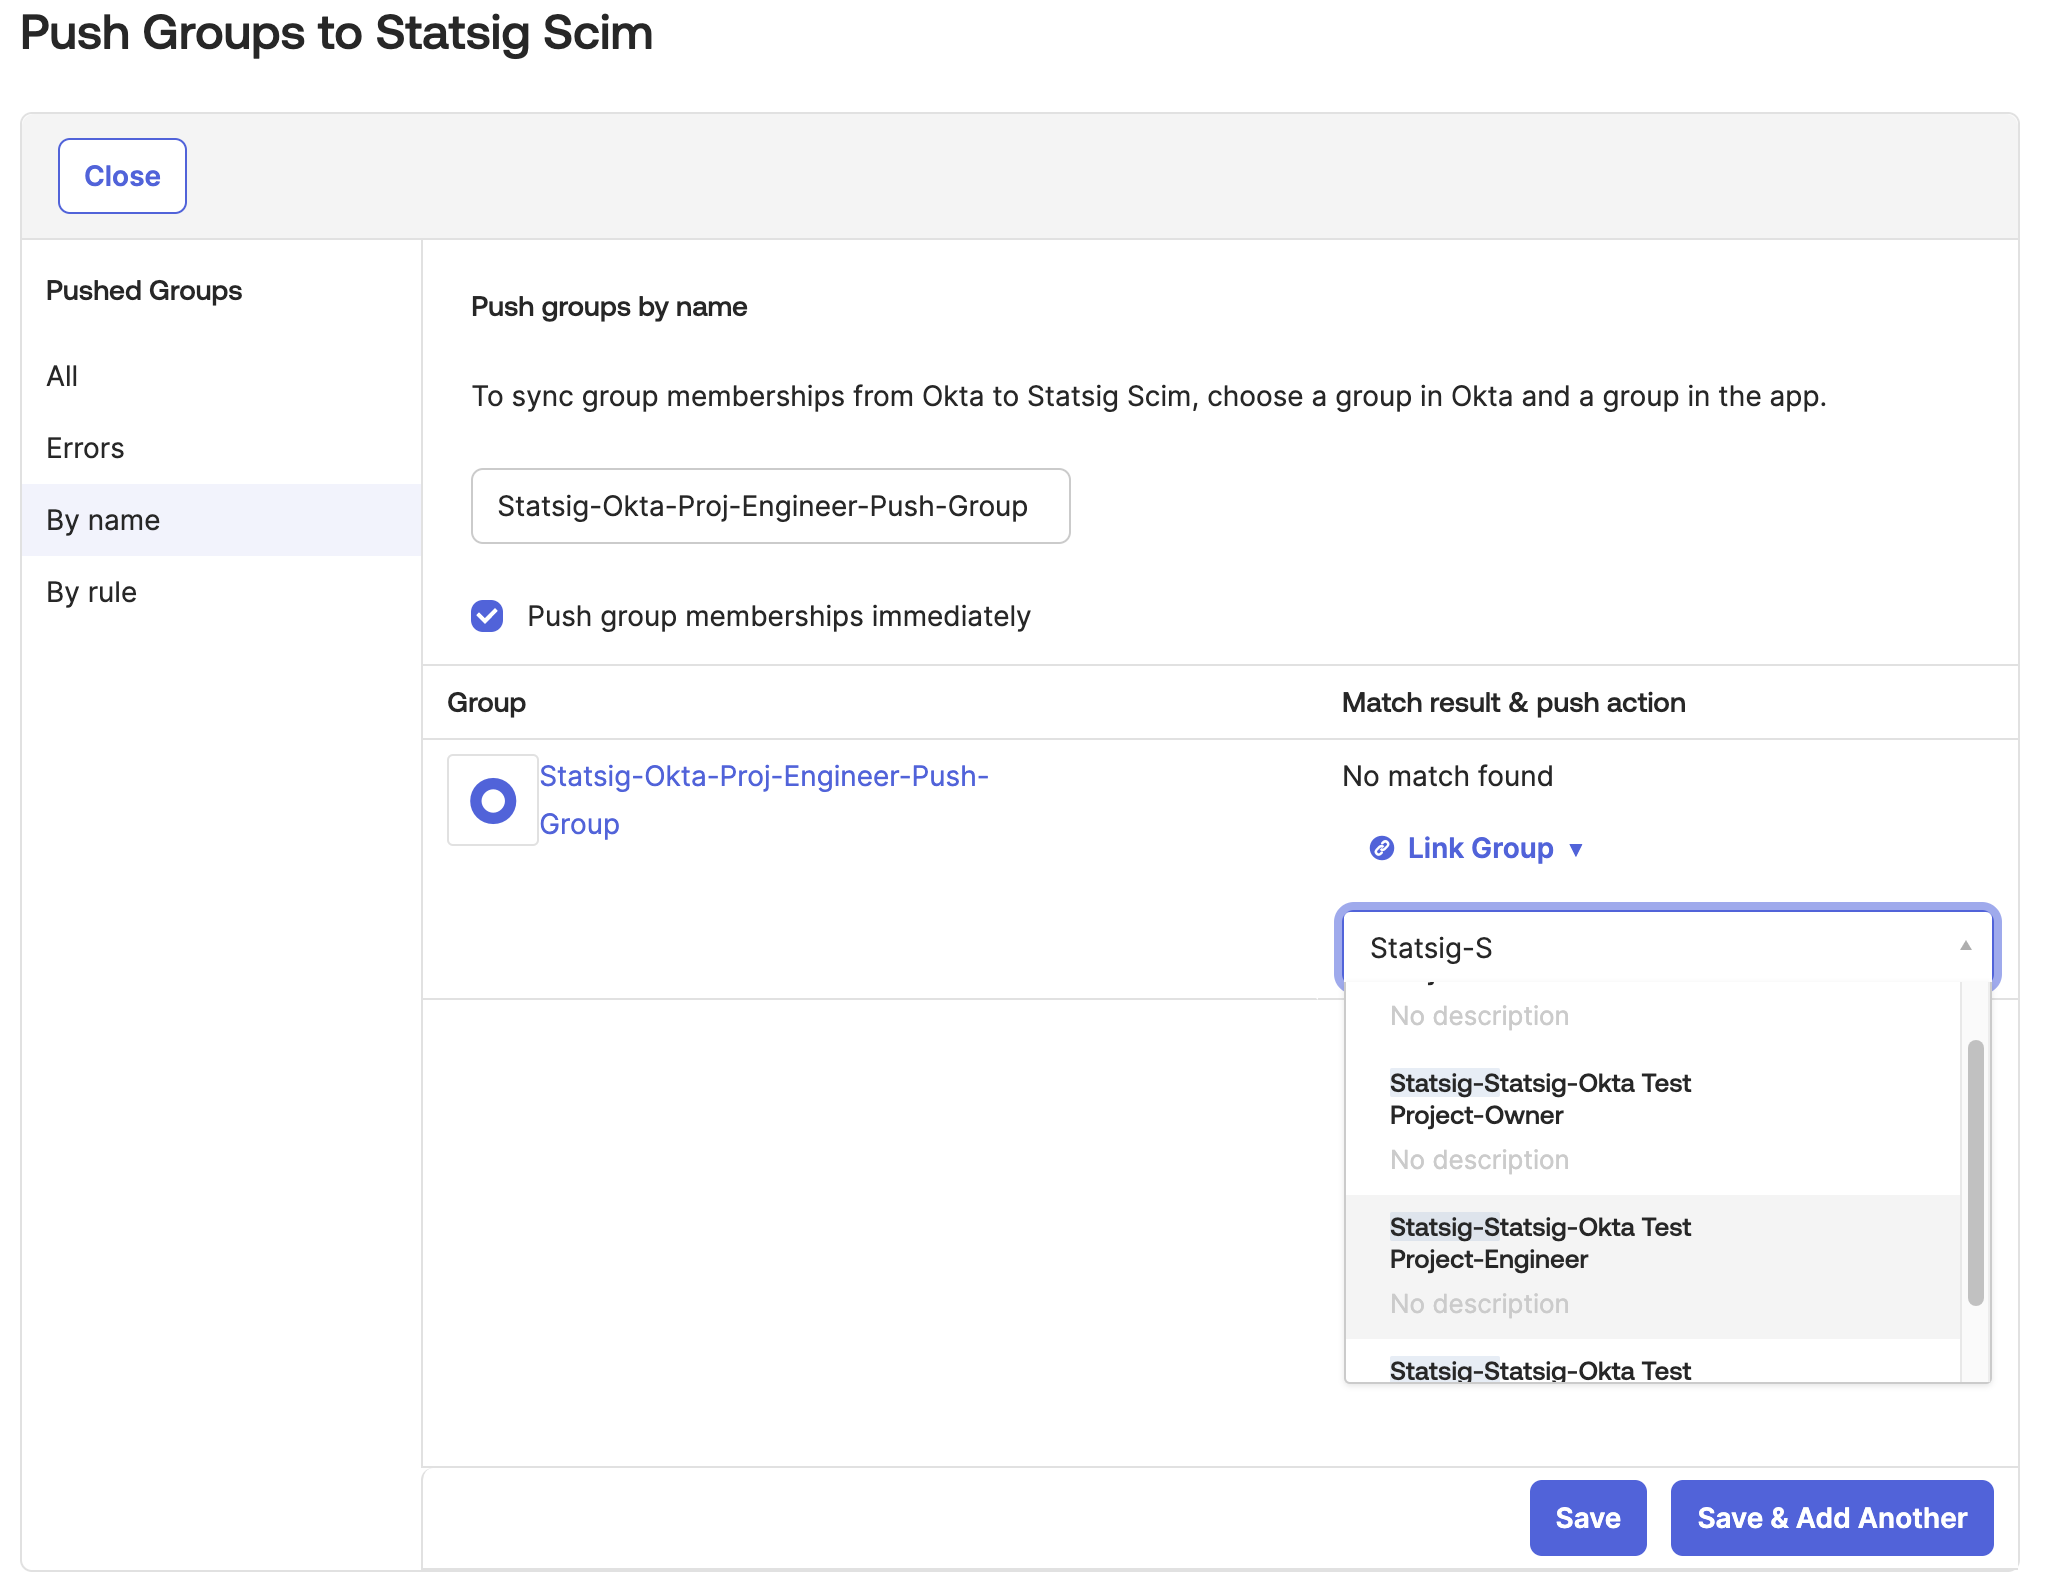 Push Groups to Statsig Scim
Close
Pushed Groups
All
Errors
By name
By rule
Push groups by name
To sync group memberships from Okta to Statsig Scim, choose a group in Okta and a group in the app.
Statsig-Okta-Proj-Engineer-Push-Group
Push group memberships immediately
Group
Match result & push action
Statsig-Okta-Proj-Engineer-Push-
Group
No match found
Link Group
Statsig-S
No description
Statsig-Statsig-Okta Test
Project-Owner
No description
Statsig-Statsig-Okta Test
Project-Engineer
No description
Statsig-Statsig-Okta Test
Save
Save & Add Another